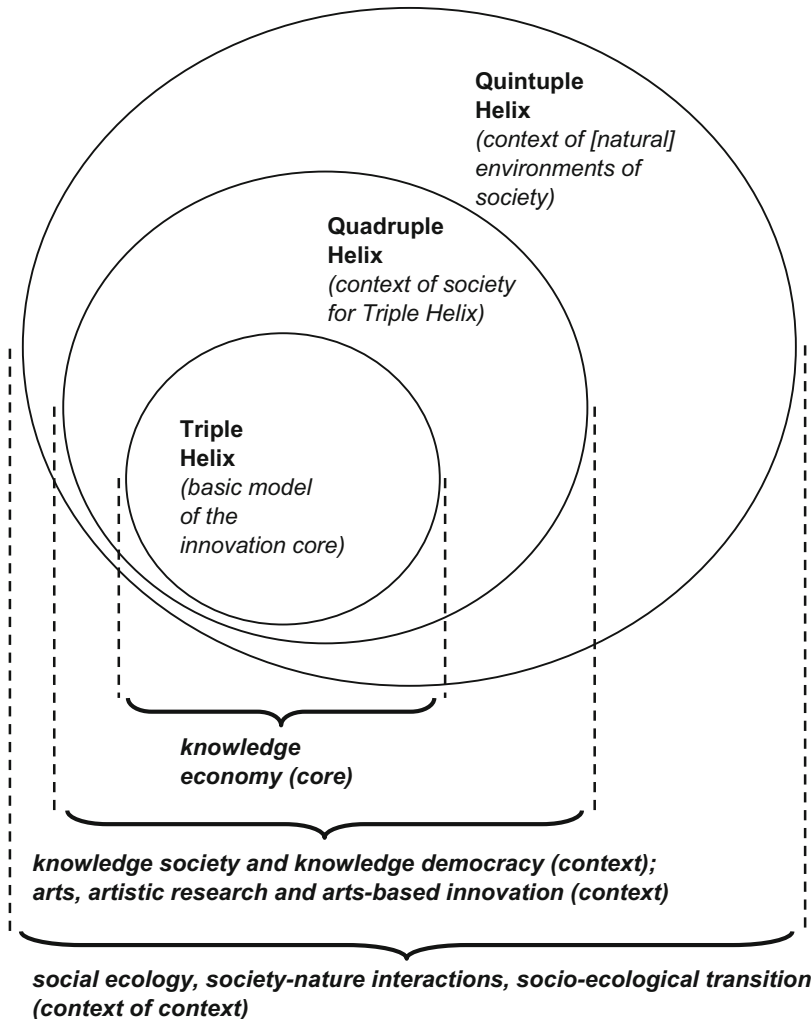 Quintuple
Helix
(context of [natural]
environments of
society)
Quadruple
Helix
(context of society
for Triple Helix)
Triple
Helix
(basic model
of the
innovation core)
knowledge
economy (core)
knowledge society and knowledge democracy (context);
arts, artistic research and arts-based innovation (context)
social ecology, society-nature interactions, socio-ecological transition
(context of context)